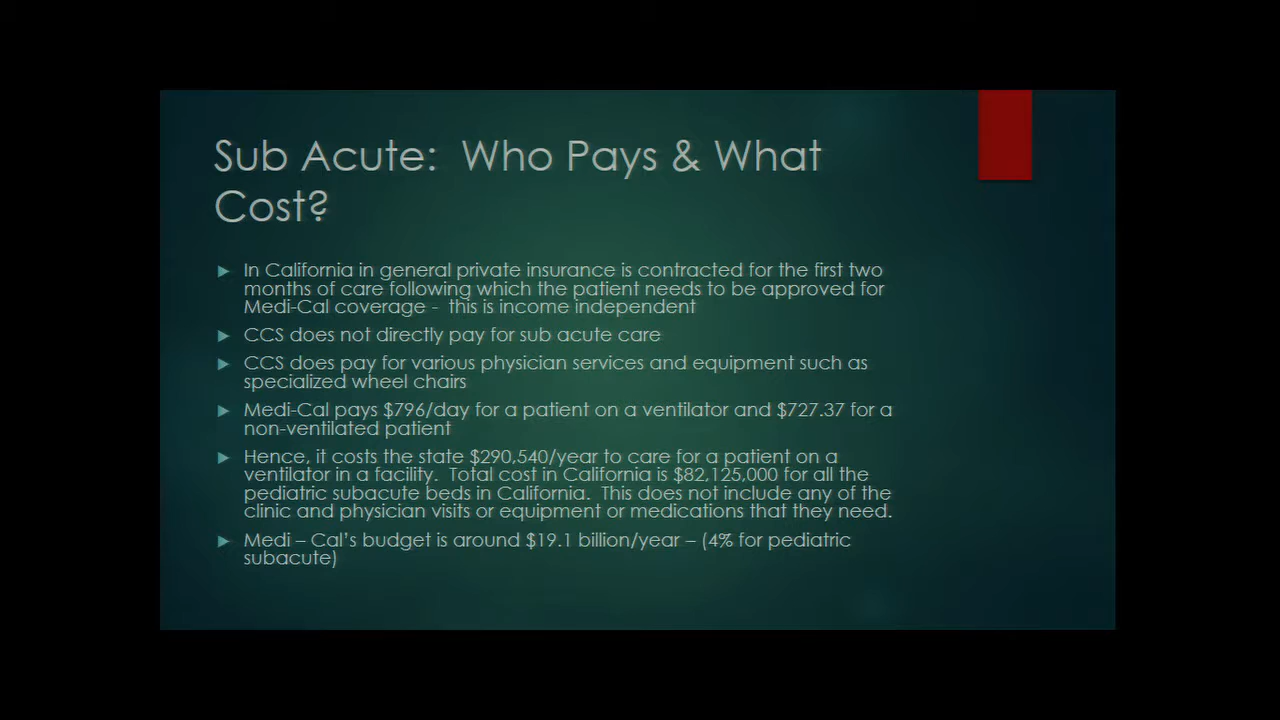 Sub Acute:  Who Pays & What
Cost?
In California in general private insurance is contracted for the first two
months of care following which the patient needs to be approved for
Medi-Cal coverage -  this is income independent
CCS does not directly pay for sub acute care
CCS does pay for various physician services and equipment such as
specialized wheel chairs
Medi-Cal pays $796/day for a patient on a ventilator and $727.37 for a
non-ventilated patient
Hence, it costs the state $290,540/year to care for a patient on a
ventilator in a facility.  Total cost in California is $82,125,000 for all the
pediatric subacute beds in California.  This does not include any of the
clinic and physician visits or equipment or medications that they need.
Medi – Cal’s budget is around $19.1 billion/year – (4% for pediatric
subacute)